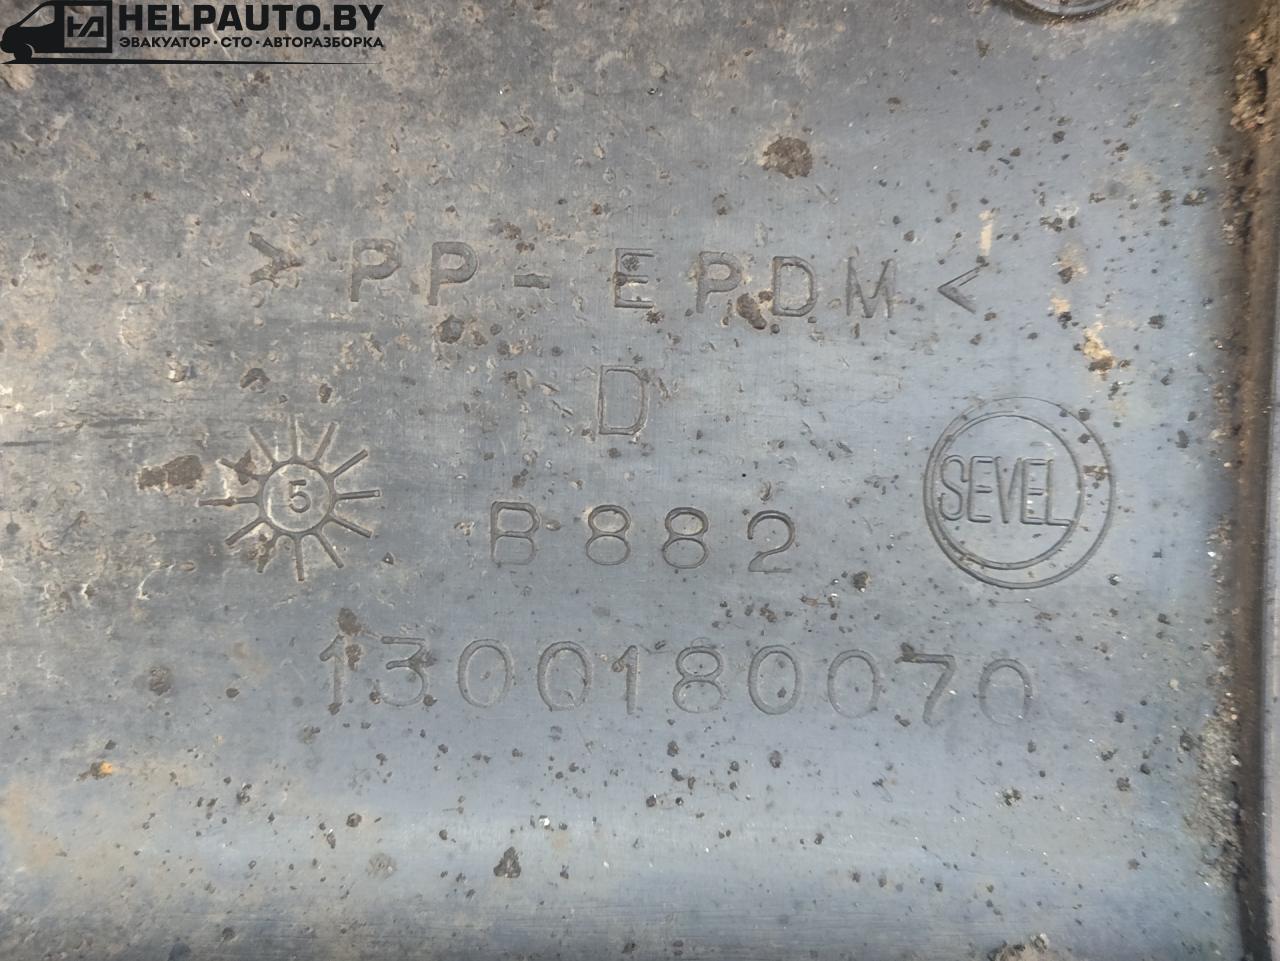 HELPAUTO.BY
ЭВАКУАТОР · СТО · АВТОРАЗБОРКА
>PP-EPDM<
D
5
B882
SEVEL
1300180070